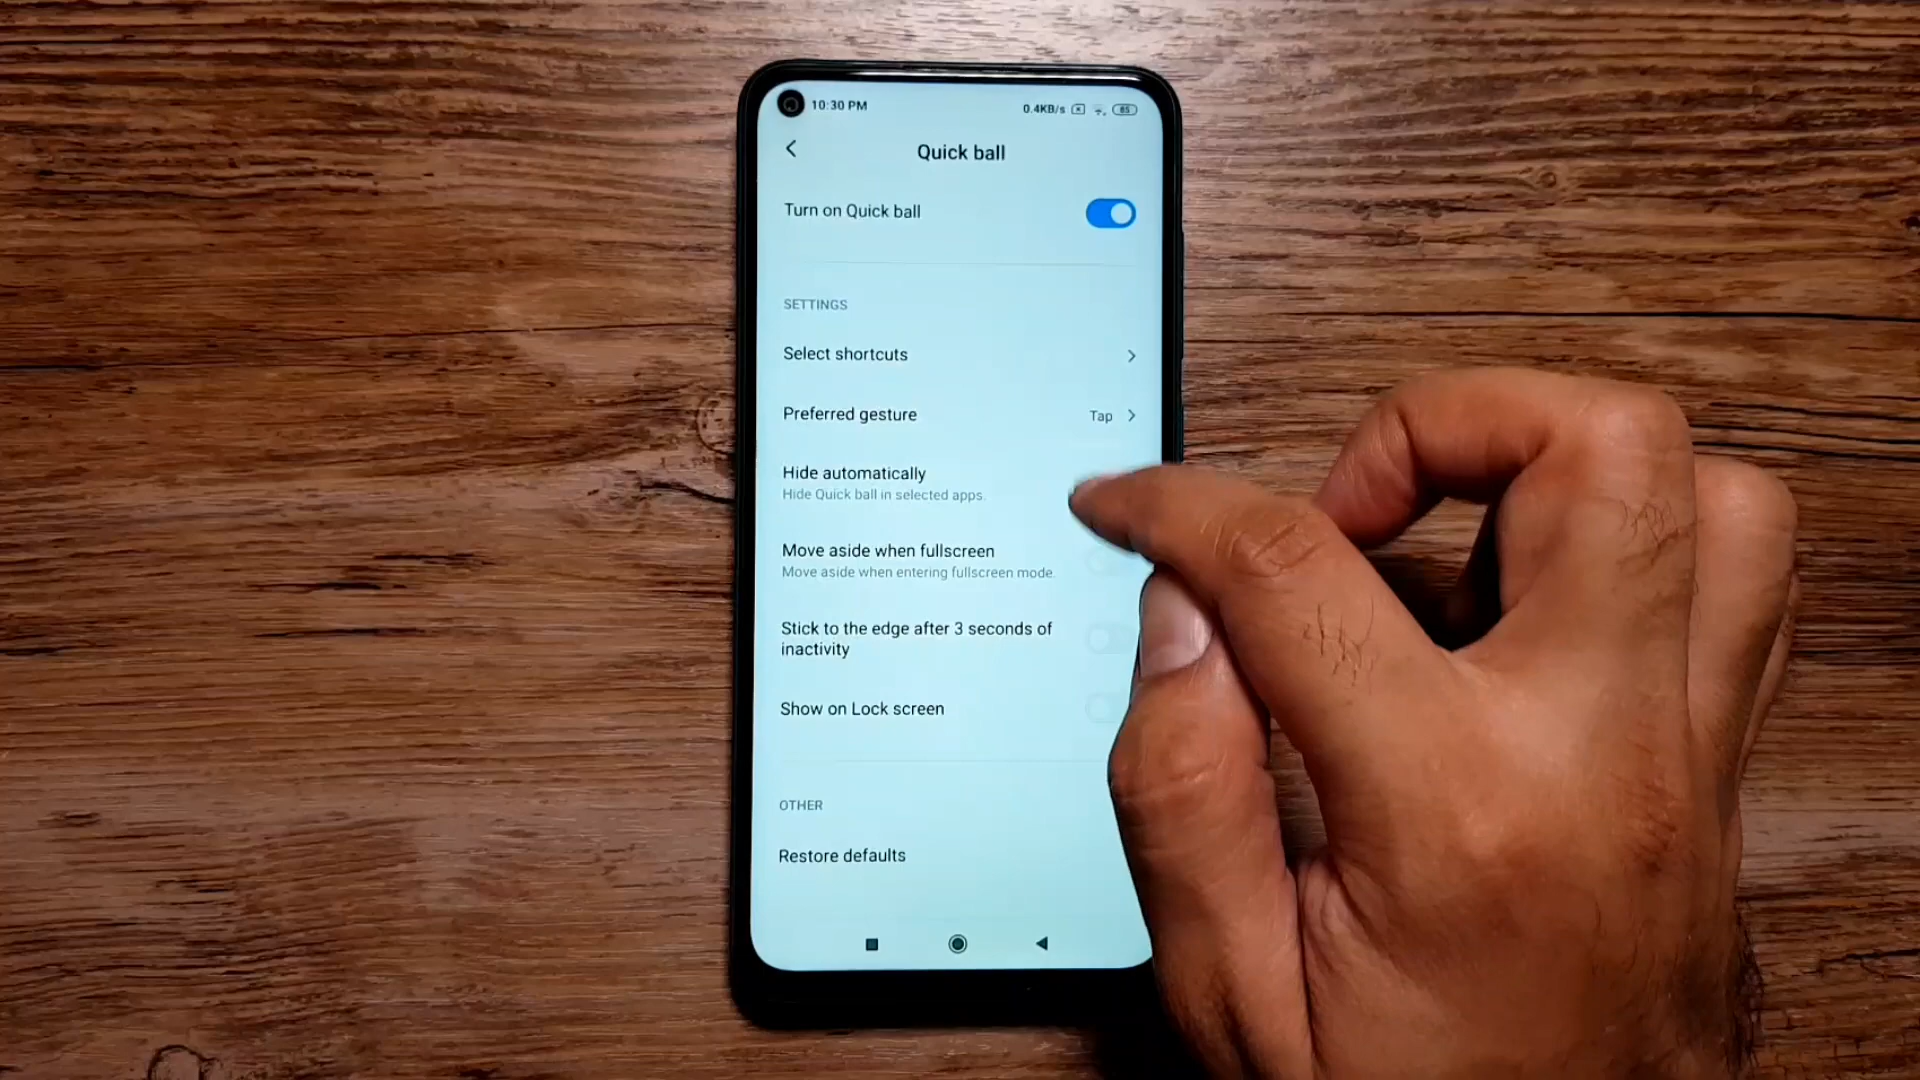 10:30 PM
0.4KB/s
85
Quick ball
Turn on Quick ball
SETTINGS
Select shortcuts
Preferred gesture
Tap
Hide automatically
Hide Quick ball in selected apps.
Move aside when fullscreen
Move aside when entering fullscreen mode.
Stick to the edge after 3 seconds of
inactivity
Show on Lock screen
OTHER
Restore defaults